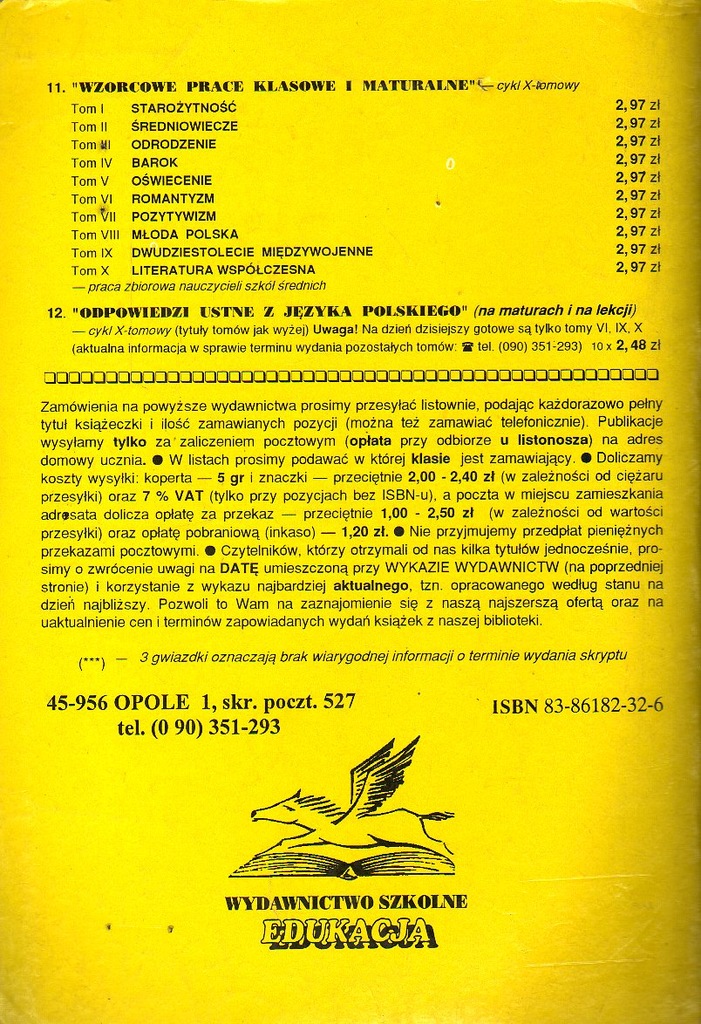 11. "WZORCOWE PRACE KLASOWE I MATURALNE" — cykl X-tomowy
Tom I STAROŻYTNOŚĆ 2,97 zł
Tom II ŚREDNIOWIECZE 2,97 zł
Tom III ODRODZENIE 2,97 zł
Tom IV BAROK 2,97 zł
Tom V OŚWIECENIE 2,97 zł
Tom VI ROMANTYZM 2,97 zł
Tom VII POZYTYWIZM 2,97 zł
Tom VIII MŁODA POLSKA 2,97 zł
Tom IX DWUDZIESTOLECIE MIĘDZYWOJENNE 2,97 zł
Tom X LITERATURA WSPÓŁCZESNA 2,97 zł
— praca zbiorowa nauczycieli szkół średnich
12. "ODPOWIEDZI USTNE Z JĘZYKA POLSKIEGO" (na maturach i na lekcji)
— cykl X-tomowy (tytuły tomów jak wyżej) Uwaga! Na dzień dzisiejszy gotowe są tylko tomy VI, IX, X
(aktualna informacja w sprawie terminu wydania pozostałych tomów: ☎ tel. (090) 351-293) 10 x 2,48 zł
Zamówienia na powyższe wydawnictwa prosimy przesyłać listownie, podając każdorazowo pełny
tytuł książeczki i ilość zamawianych pozycji (można też zamawiać telefonicznie). Publikacje
wysyłamy tylko za zaliczeniem pocztowym (opłata przy odbiorze u listonosza) na adres
domowy ucznia. ● W listach prosimy podawać w której klasie jest zamawiający. ● Doliczamy
koszty wysyłki: koperta — 5 gr i znaczki — przeciętnie 2,00 - 2,40 zł (w zależności od ciężaru
przesyłki) oraz 7 % VAT (tylko przy pozycjach bez ISBN-u), a poczta w miejscu zamieszkania
adresata dolicza opłatę za przekaz — przeciętnie 1,00 - 2,50 zł (w zależności od wartości
przesyłki) oraz opłatę pobraniową (inkaso) — 1,20 zł. ● Nie przyjmujemy przedpłat pieniężnych
przekazami pocztowymi. ● Czytelników, którzy otrzymali od nas kilka tytułów jednocześnie, pro-
simy o zwrócenie uwagi na DATĘ umieszczoną przy WYKAZIE WYDAWNICTW (na poprzedniej
stronie) i korzystanie z wykazu najbardziej aktualnego, tzn. opracowanego według stanu na
dzień najbliższy. Pozwoli to Wam na zaznajomienie się z naszą najszerszą ofertą oraz na
uaktualnienie cen i terminów zapowiadanych wydań książek z naszej biblioteki.
(***) — 3 gwiazdki oznaczają brak wiarygodnej informacji o terminie wydania skryptu
45-956 OPOLE 1, skr. poczt. 527
tel. (0 90) 351-293
ISBN 83-86182-32-6
WYDAWNICTWO SZKOLNE
EDUKACJA